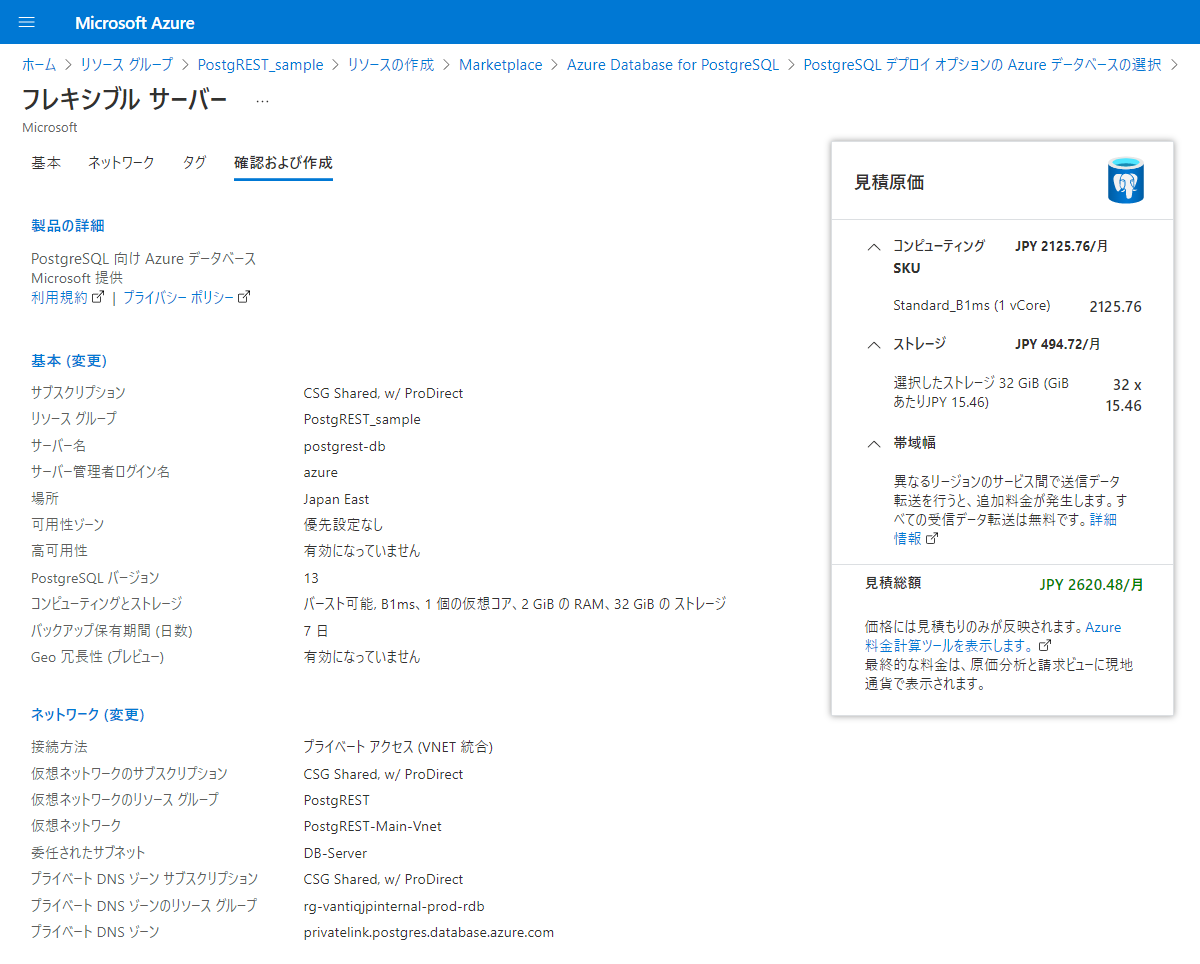 Microsoft Azure
ホーム > リソース グループ > PostgREST_sample > リソースの作成 > Marketplace > Azure Database for PostgreSQL > PostgreSQL デプロイ オプションの Azure データベースの選択 >
フレキシブル サーバー ...
Microsoft
基本 ネットワーク タグ 確認および作成
製品の詳細
PostgreSQL 向け Azure データベース
Microsoft 提供
利用規約 | プライバシー ポリシー
基本 (変更)
サブスクリプション CSG Shared, w/ ProDirect
リソース グループ PostgREST_sample
サーバー名 postgrest-db
サーバー管理者ログイン名 azure
場所 Japan East
可用性ゾーン 優先設定なし
高可用性 有効になっていません
PostgreSQL バージョン 13
コンピューティングとストレージ バースト可能, B1ms、1 個の仮想コア、2 GiB の RAM、32 GiB の ストレージ
バックアップ保有期間 (日数) 7 日
Geo 冗長性 (プレビュー) 有効になっていません
ネットワーク (変更)
接続方法 プライベート アクセス (VNET 統合)
仮想ネットワークのサブスクリプション CSG Shared, w/ ProDirect
仮想ネットワークのリソース グループ PostgREST
仮想ネットワーク PostgREST-Main-Vnet
委任されたサブネット DB-Server
プライベート DNS ゾーン サブスクリプション CSG Shared, w/ ProDirect
プライベート DNS ゾーンのリソース グループ rg-vantiqjpinternal-prod-rdb
プライベート DNS ゾーン privatelink.postgres.database.azure.com
見積原価
コンピューティング JPY 2125.76/月
SKU
Standard_B1ms (1 vCore) 2125.76
ストレージ JPY 494.72/月
選択したストレージ 32 GiB (GiB 32 x
あたりJPY 15.46) 15.46
帯域幅
異なるリージョンのサービス間で送信データ
転送を行うと、追加料金が発生します。す
べての受信データ転送は無料です。詳細
情報
見積総額 JPY 2620.48/月
価格には見積もりのみが反映されます。Azure
料金計算ツールを表示します。
最終的な料金は、原価分析と請求ビューに現地
通貨で表示されます。